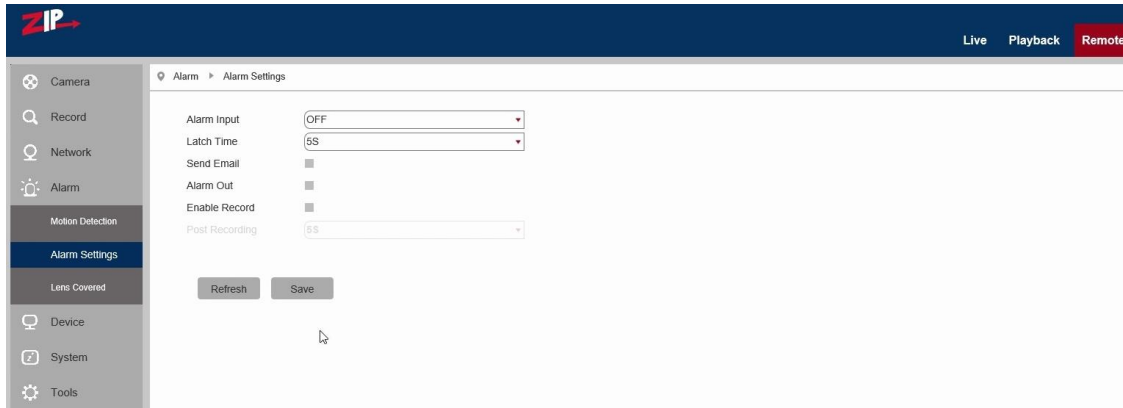 ZIP
Live Playback Remote
Camera
Record
Network
Alarm
Motion Detection
Alarm Settings
Lens Covered
Device
System
Tools
Alarm Alarm Settings
Alarm Input OFF
Latch Time 5S
Send Email
Alarm Out
Enable Record
Post Recording 5S
Refresh Save